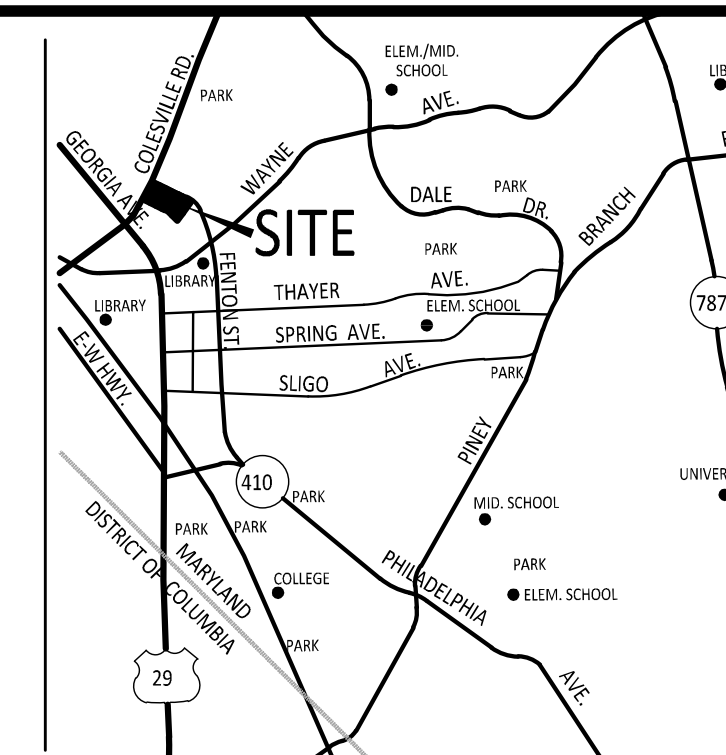 ELEM./MID.
SCHOOL
LIB
COLESVILLE RD.
PARK
AVE.
GEORGIA AVE.
WAYNE
DALE
PARK
DR.
BRANCH
SITE
PARK
LIBRARY
FENTON ST.
THAYER
AVE.
787
LIBRARY
ELEM. SCHOOL
SPRING AVE.
E-W HWY.
SLIGO
AVE.
PARK
PINEY
410
PARK
UNIVER
MID. SCHOOL
PARK
PARK
DISTRICT OF COLUMBIA
MARYLAND
PHILADELPHIA
PARK
COLLEGE
ELEM. SCHOOL
PARK
29
AVE.